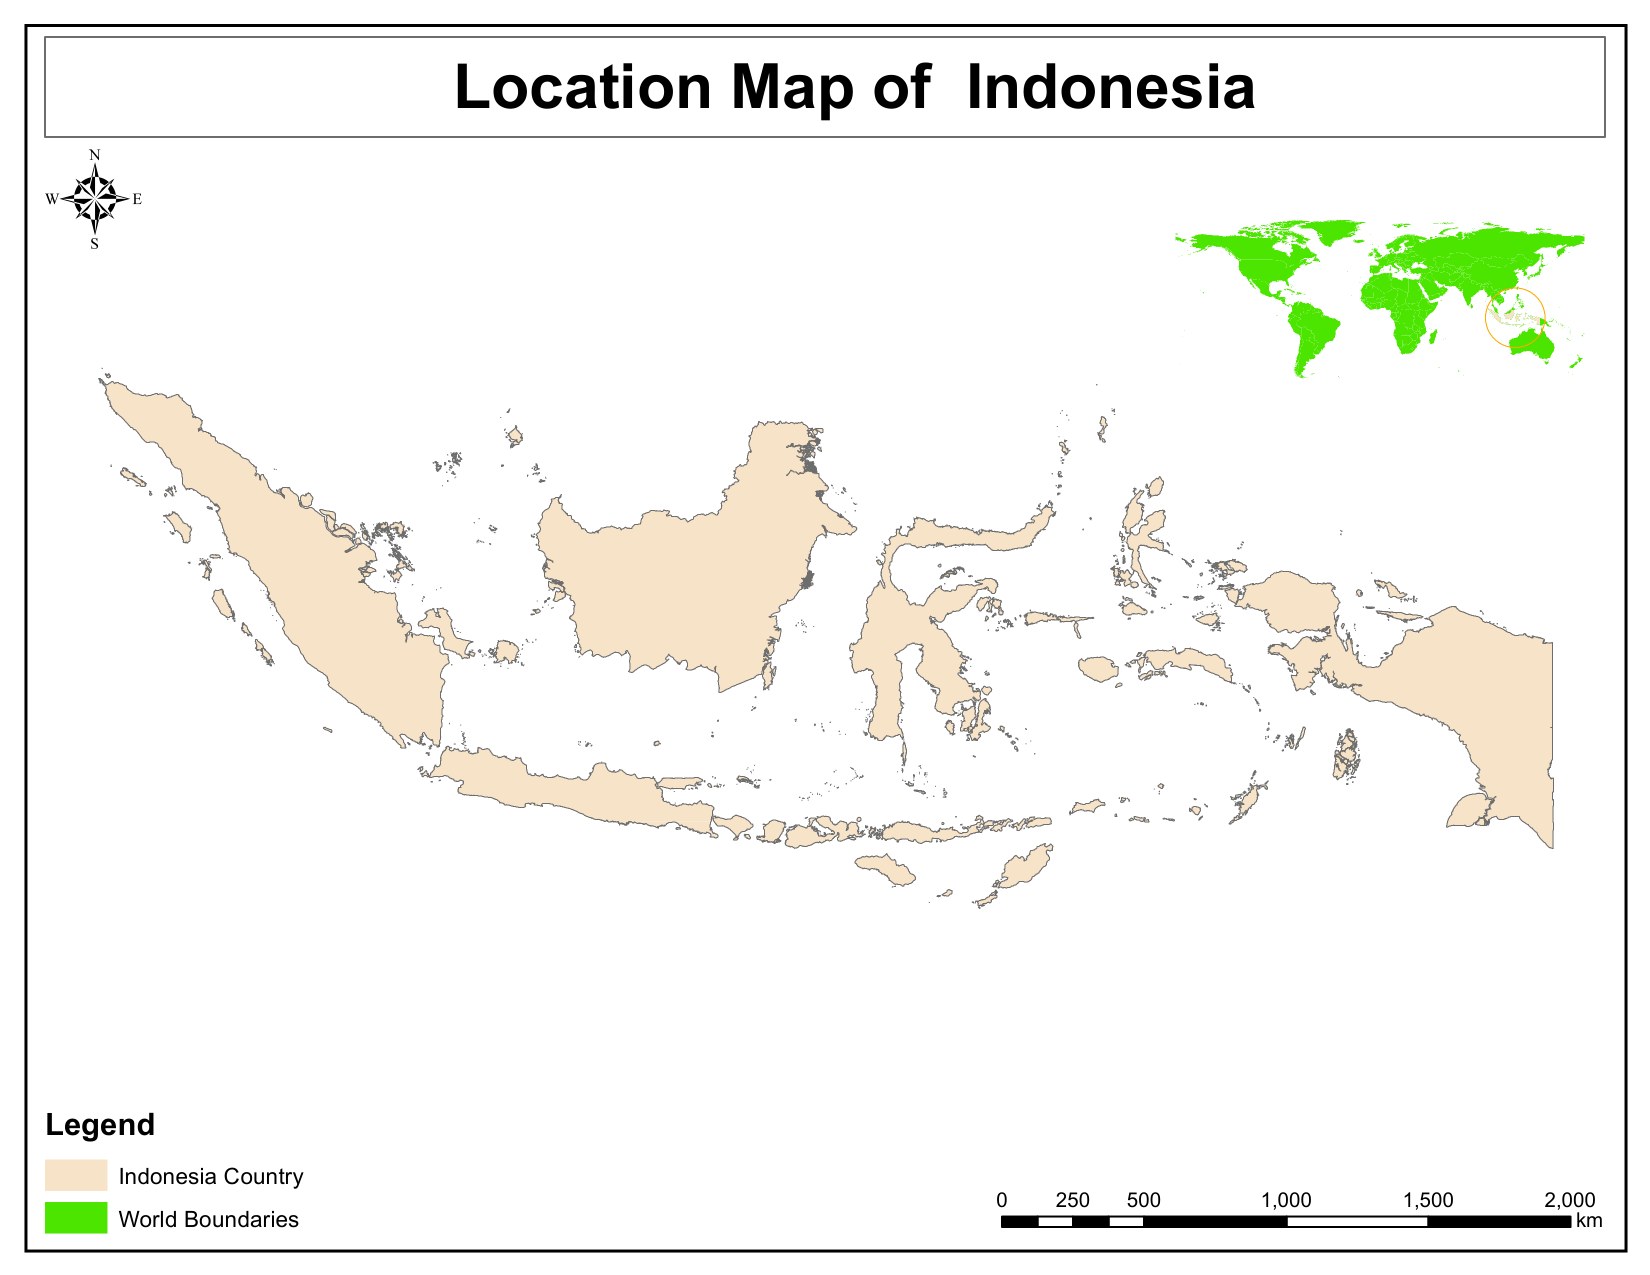 Location Map of  Indonesia
N
W E
S
Legend
Indonesia Country
World Boundaries
0 250 500 1,000 1,500 2,000
km